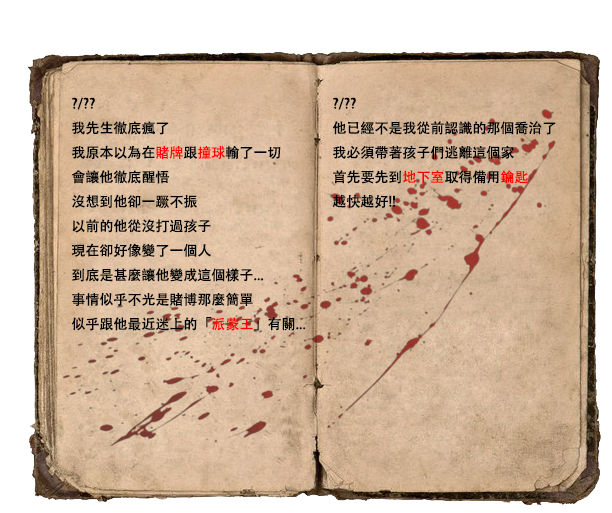 ?/??
我先生徹底瘋了
我原本以為在賭牌跟撞球輸了一切
會讓他徹底醒悟
沒想到他卻一蹶不振
以前的他從沒打過孩子
現在卻好像變了一個人
到底是甚麼讓他變成這個樣子...
事情似乎不光是賭博那麼簡單
似乎跟他最近迷上的『派蒙王』有關...
?/??
他已經不是我從前認識的那個喬治了
我必須帶著孩子們逃離這個家
首先要先到地下室取得備用鑰匙
越快越好!!